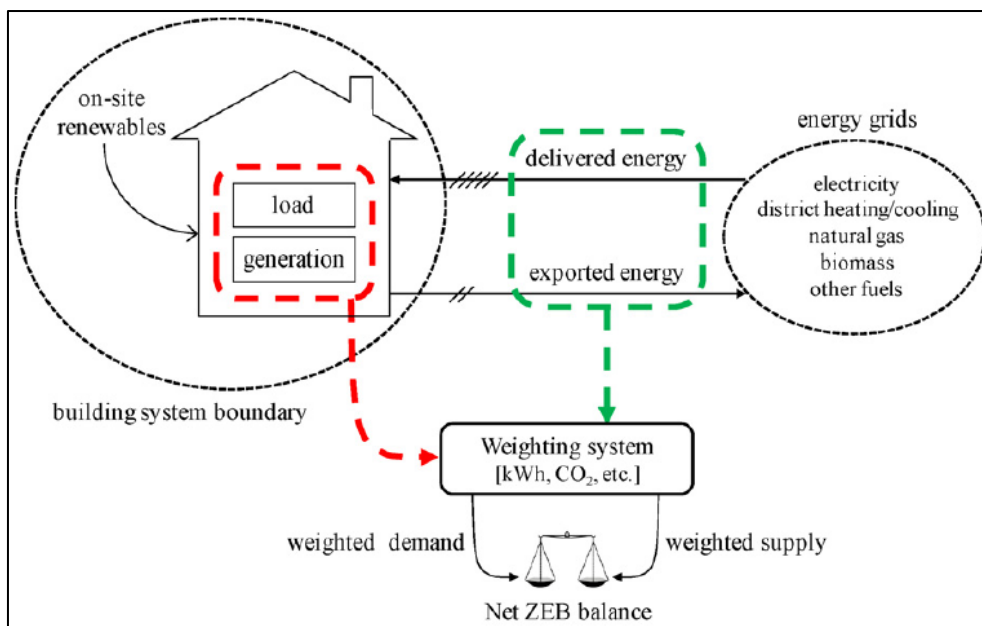 on-site
renewables
load
generation
building system boundary
delivered energy
exported energy
energy grids
electricity
district heating/cooling
natural gas
biomass
other fuels
Weighting system
[kWh, CO₂, etc.]
weighted demand
weighted supply
Net ZEB balance